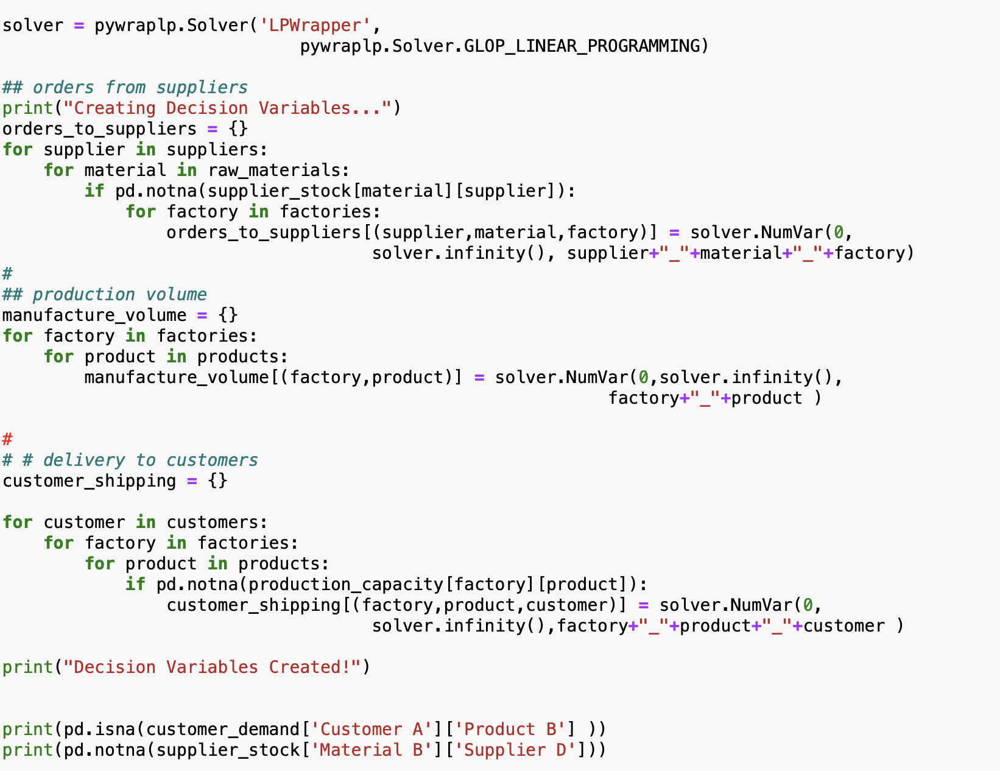 solver = pywraplp.Solver('LPWrapper',
                             pywraplp.Solver.GLOP_LINEAR_PROGRAMMING)

## orders from suppliers
print("Creating Decision Variables...")
orders_to_suppliers = {}
for supplier in suppliers:
    for material in raw_materials:
        if pd.notna(supplier_stock[material][supplier]):
            for factory in factories:
                orders_to_suppliers[(supplier,material,factory)] = solver.NumVar(0,
                                    solver.infinity(), supplier+"_"+material+"_"+factory)
#
## production volume
manufacture_volume = {}
for factory in factories:
    for product in products:
        manufacture_volume[(factory,product)] = solver.NumVar(0,solver.infinity(),
                                                           factory+"_"+product )

#
# # delivery to customers
customer_shipping = {}

for customer in customers:
    for factory in factories:
        for product in products:
            if pd.notna(production_capacity[factory][product]):
                customer_shipping[(factory,product,customer)] = solver.NumVar(0,
                                    solver.infinity(),factory+"_"+product+"_"+customer )

print("Decision Variables Created!")


print(pd.isna(customer_demand['Customer A']['Product B'] ))
print(pd.notna(supplier_stock['Material B']['Supplier D']))